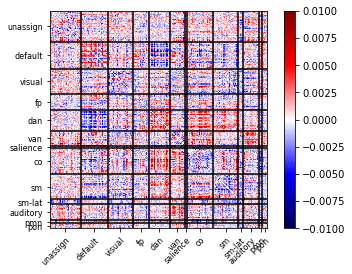 unassign
default
visual
fp
dan
van
salience
co
sm
sm-lat
auditory
pmn
pon
unassign
default
visual
fp
dan
van
salience
co
sm
sm-lat
auditory
0.0100
0.0075
0.0050
0.0025
0.0000
−0.0025
−0.0050
−0.0075
−0.0100